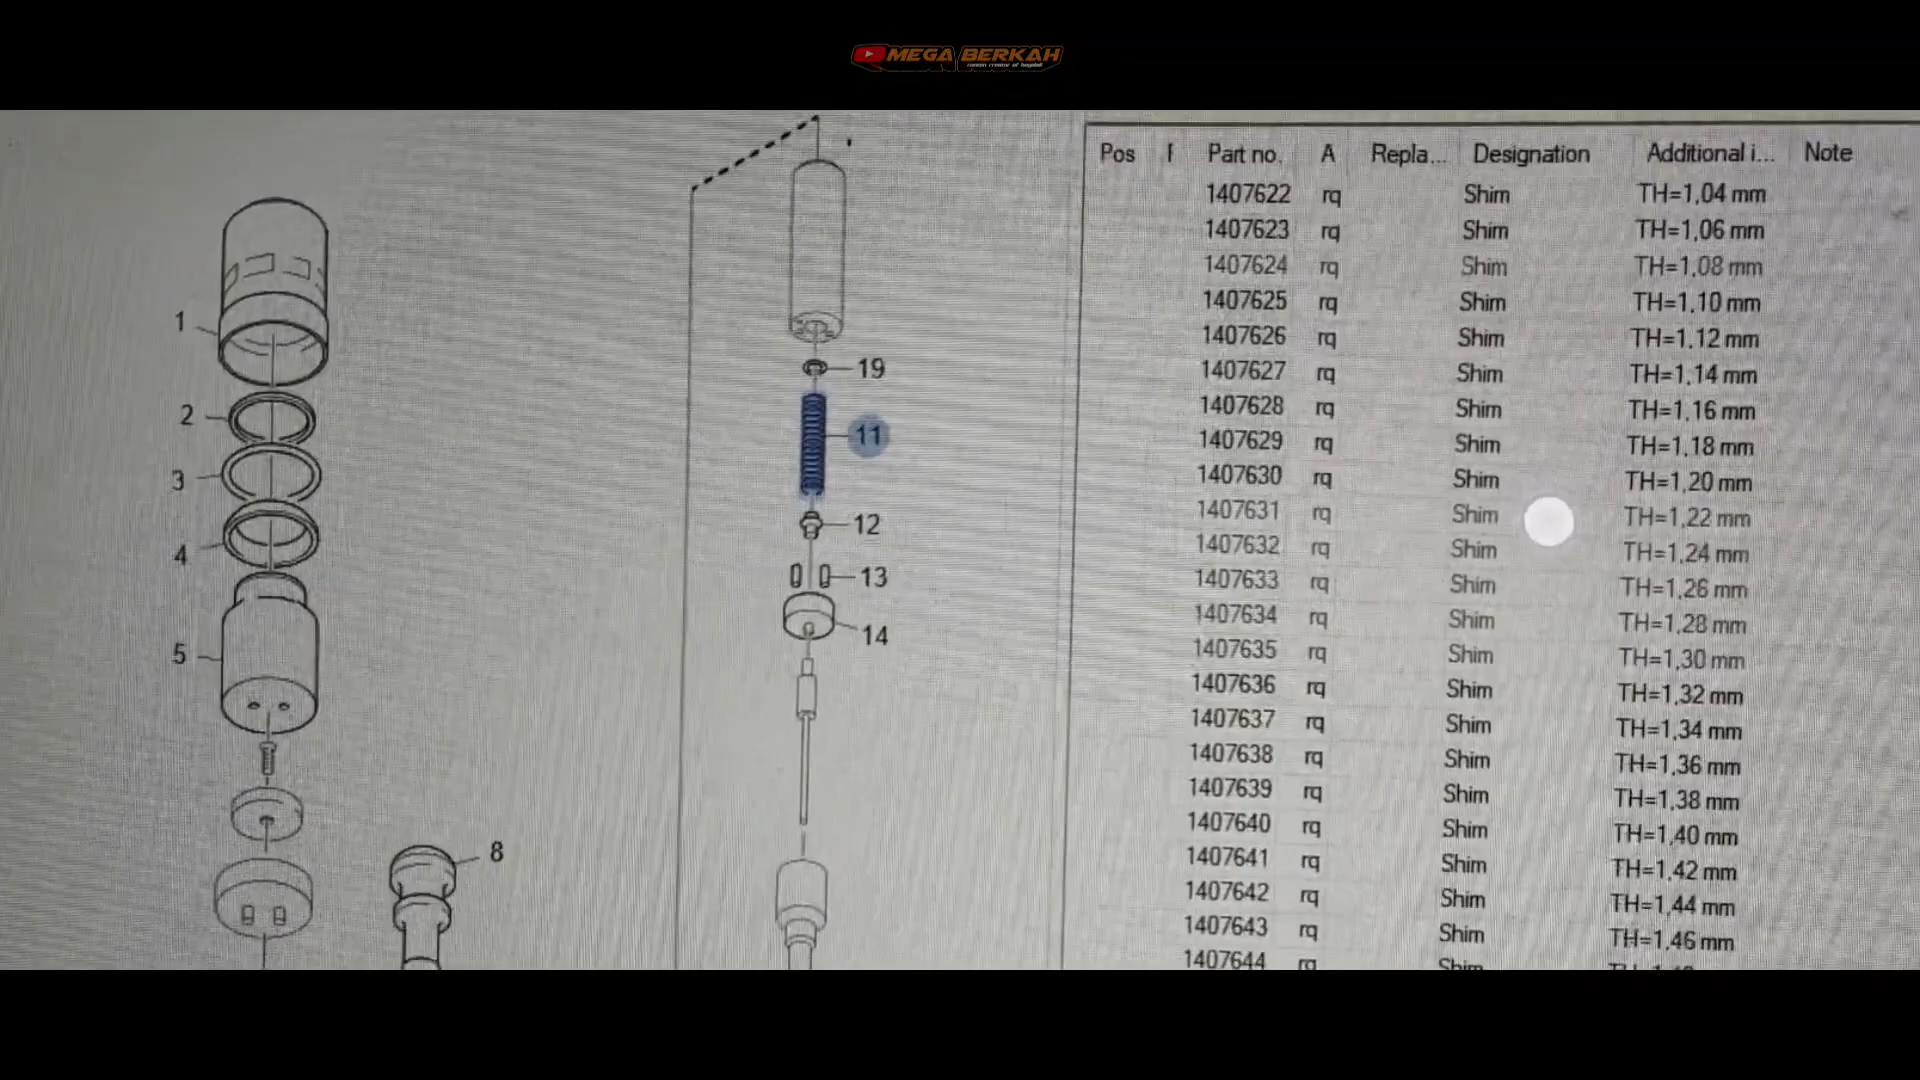 MEGA BERKAH
Pos Part no. A Repla... Designation Additional i... Note
1407622 rq Shim TH=1,04 mm
1407623 rq Shim TH=1,06 mm
1407624 rq Shim TH=1,08 mm
1407625 rq Shim TH=1,10 mm
1407626 rq Shim TH=1,12 mm
1407627 rq Shim TH=1,14 mm
1407628 rq Shim TH=1,16 mm
1407629 rq Shim TH=1,18 mm
1407630 rq Shim TH=1,20 mm
1407631 rq Shim TH=1,22 mm
1407632 rq Shim TH=1,24 mm
1407633 rq Shim TH=1,26 mm
1407634 rq Shim TH=1,28 mm
1407635 rq Shim TH=1,30 mm
1407636 rq Shim TH=1,32 mm
1407637 rq Shim TH=1,34 mm
1407638 rq Shim TH=1,36 mm
1407639 rq Shim TH=1,38 mm
1407640 rq Shim TH=1,40 mm
1407641 rq Shim TH=1,42 mm
1407642 rq Shim TH=1,44 mm
1407643 rq Shim TH=1,46 mm
1407644 rq Shim
1
2
3
4
5
8
19
11
12
13
14